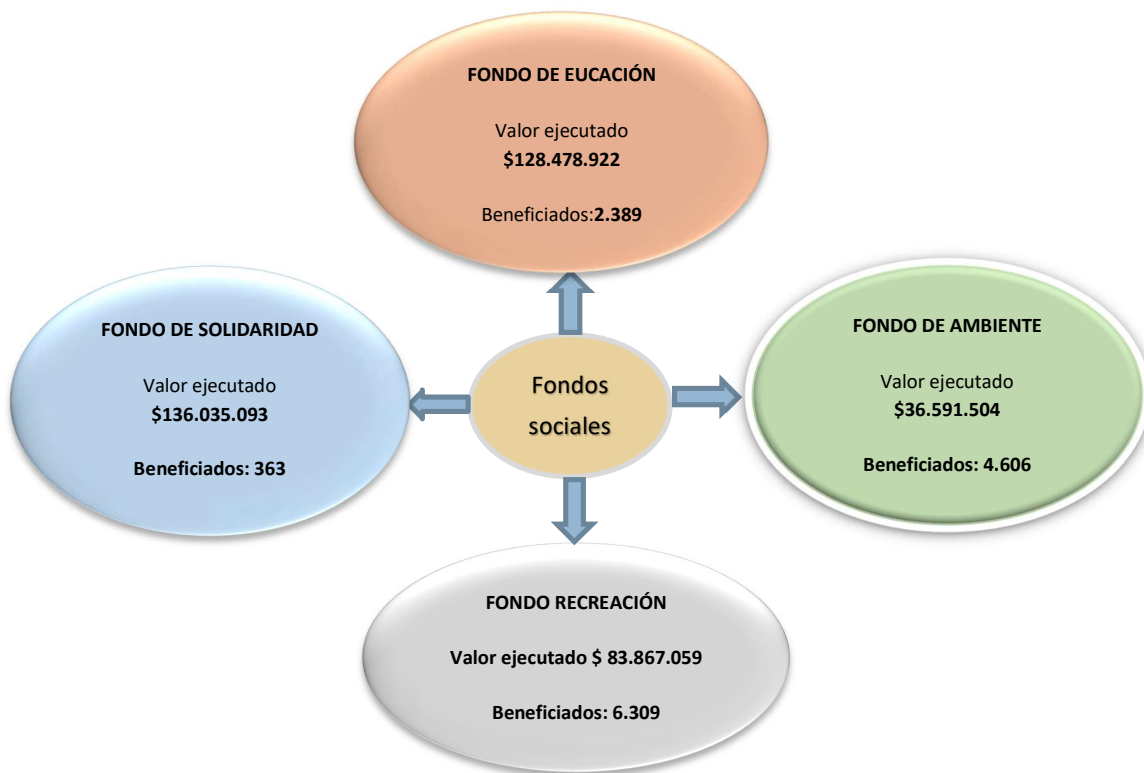 FONDO DE EUCACIÓN
Valor ejecutado
$128.478.922
Beneficiados:2.389
FONDO DE SOLIDARIDAD
Valor ejecutado
$136.035.093
Beneficiados: 363
Fondos
sociales
FONDO DE AMBIENTE
Valor ejecutado
$36.591.504
Beneficiados: 4.606
FONDO RECREACIÓN
Valor ejecutado $ 83.867.059
Beneficiados: 6.309